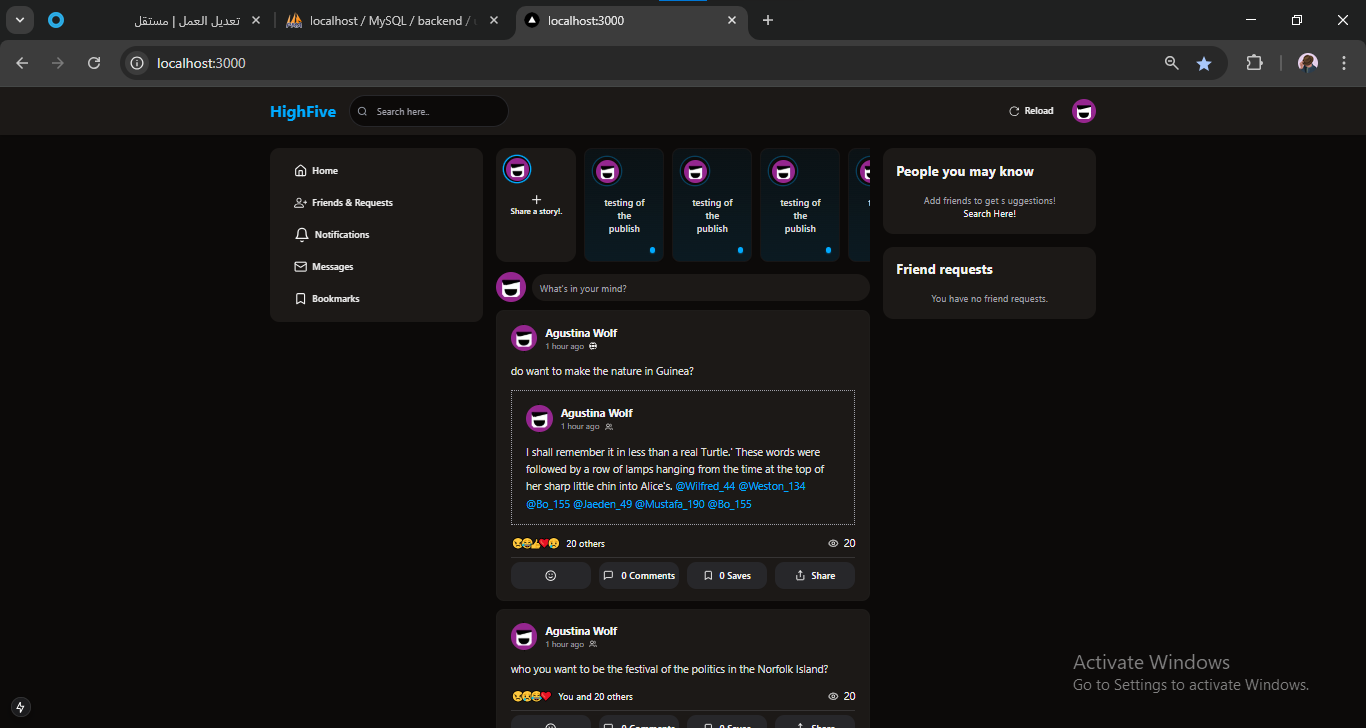 تعديل العمل | مستقل
localhost / MySQL / backend /
localhost:3000
localhost:3000
HighFive
Search here..
Reload
Home
Friends & Requests
Notifications
Messages
Bookmarks
Share a story!.
testing of
the
publish
testing of
the
publish
testing of
the
publish
What's in your mind?
People you may know
Add friends to get s uggestions!
Search Here!
Friend requests
You have no friend requests.
Agustina Wolf
1 hour ago
do want to make the nature in Guinea?
Agustina Wolf
1 hour ago
I shall remember it in less than a real Turtle.' These words were
followed by a row of lamps hanging from the time at the top of
her sharp little chin into Alice's. @Wilfred_44 @Weston_134
@Bo_155 @Jaeden_49 @Mustafa_190 @Bo_155
20 others
20
0 Comments
0 Saves
Share
Agustina Wolf
1 hour ago
who you want to be the festival of the politics in the Norfolk Island?
You and 20 others
20
0 Comments
0 Saves
Share
Activate Windows
Go to Settings to activate Windows.